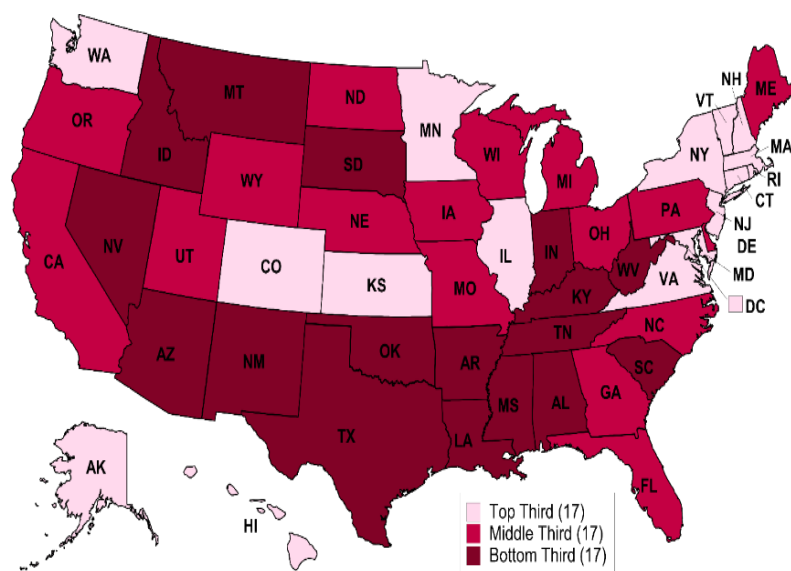 WA
MT
ND
MN
VT
NH
ME
OR
ID
SD
WI
NY
MA
WY
MI
RI
CT
NE
IA
PA
NJ
NV
UT
CO
IL
IN
OH
DE
CA
KS
MO
WV
VA
MD
KY
DC
AZ
NM
OK
AR
TN
NC
SC
MS
AL
GA
TX
LA
AK
FL
HI
Top Third (17)
Middle Third (17)
Bottom Third (17)